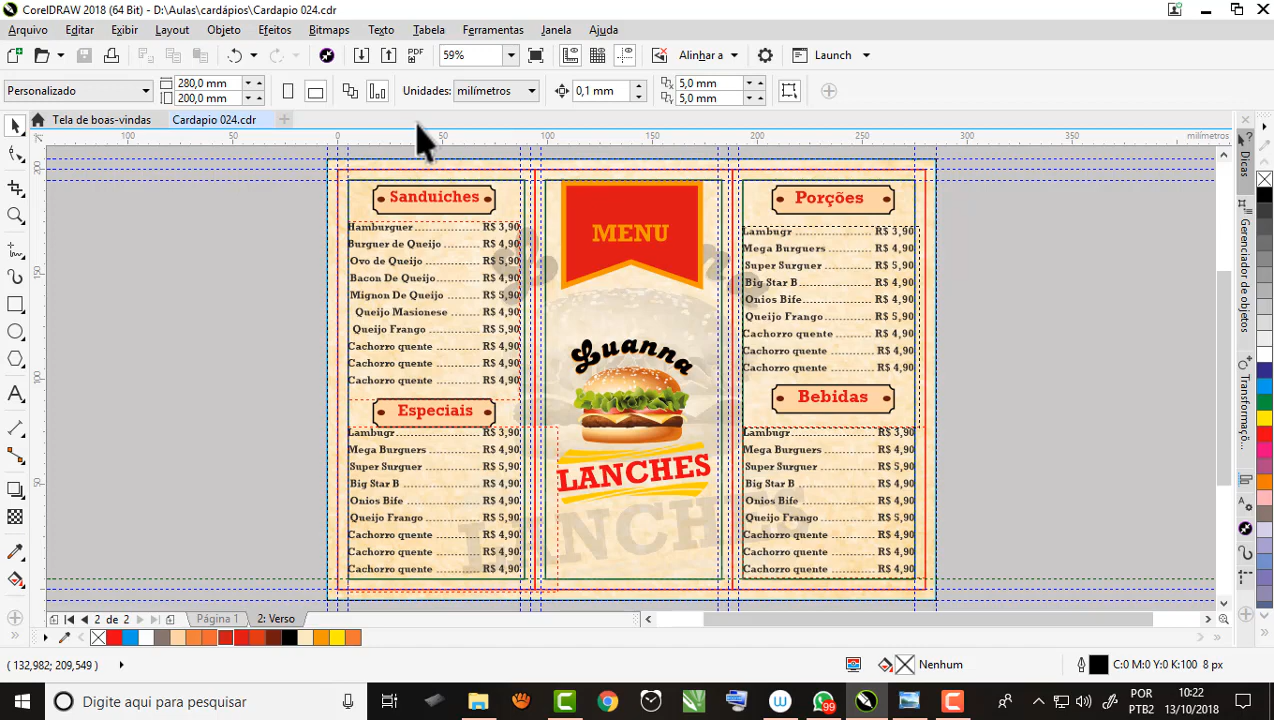 CorelDRAW 2018 (64 Bit) - D:\Aulas\cardápios\Cardapio 024.cdr
Arquivo Editar Exibir Layout Objeto Efeitos Bitmaps Texto Tabela Ferramentas Janela Ajuda
PDF 59% Alinhar a Launch
Personalizado 280,0 mm 200,0 mm Unidades: milímetros 0,1 mm 5,0 mm 5,0 mm
Tela de boas-vindas Cardapio 024.cdr
0 50 100 150 200 250 300 350 milímetros
Sanduiches
Hamburguer R$ 3,90
Burguer de Queijo R$ 4,90
Ovo de Queijo R$ 5,90
Bacon De Queijo R$ 4,90
Mignon De Queijo R$ 5,90
Queijo Masionese R$ 4,90
Queijo Frango R$ 5,90
Cachorro quente R$ 4,90
Cachorro quente R$ 4,90
Cachorro quente R$ 4,90
Especiais
Lambugr R$ 3,90
Mega Burguers R$ 4,90
Super Surguer R$ 5,90
Big Star B R$ 4,90
Onios Bife R$ 4,90
Queijo Frango R$ 5,90
Cachorro quente R$ 4,90
Cachorro quente R$ 4,90
Cachorro quente R$ 4,90
MENU
Luanna
LANCHES
LANCHES
Porções
Lambugr R$ 3,90
Mega Burguers R$ 4,90
Super Surguer R$ 5,90
Big Star B R$ 4,90
Onios Bife R$ 4,90
Queijo Frango R$ 5,90
Cachorro quente R$ 4,90
Cachorro quente R$ 4,90
Cachorro quente R$ 4,90
Bebidas
Lambugr R$ 3,90
Mega Burguers R$ 4,90
Super Surguer R$ 5,90
Big Star B R$ 4,90
Onios Bife R$ 4,90
Queijo Frango R$ 5,90
Cachorro quente R$ 4,90
Cachorro quente R$ 4,90
Cachorro quente R$ 4,90
Dicas
Gerenciador de objetos
Transformaç...
2 de 2 Página 1 2: Verso
( 132,982; 209,549 ) Nenhum C:0 M:0 Y:0 K:100 8 px
Digite aqui para pesquisar 99 POR 10:22
PTB2 13/10/2018